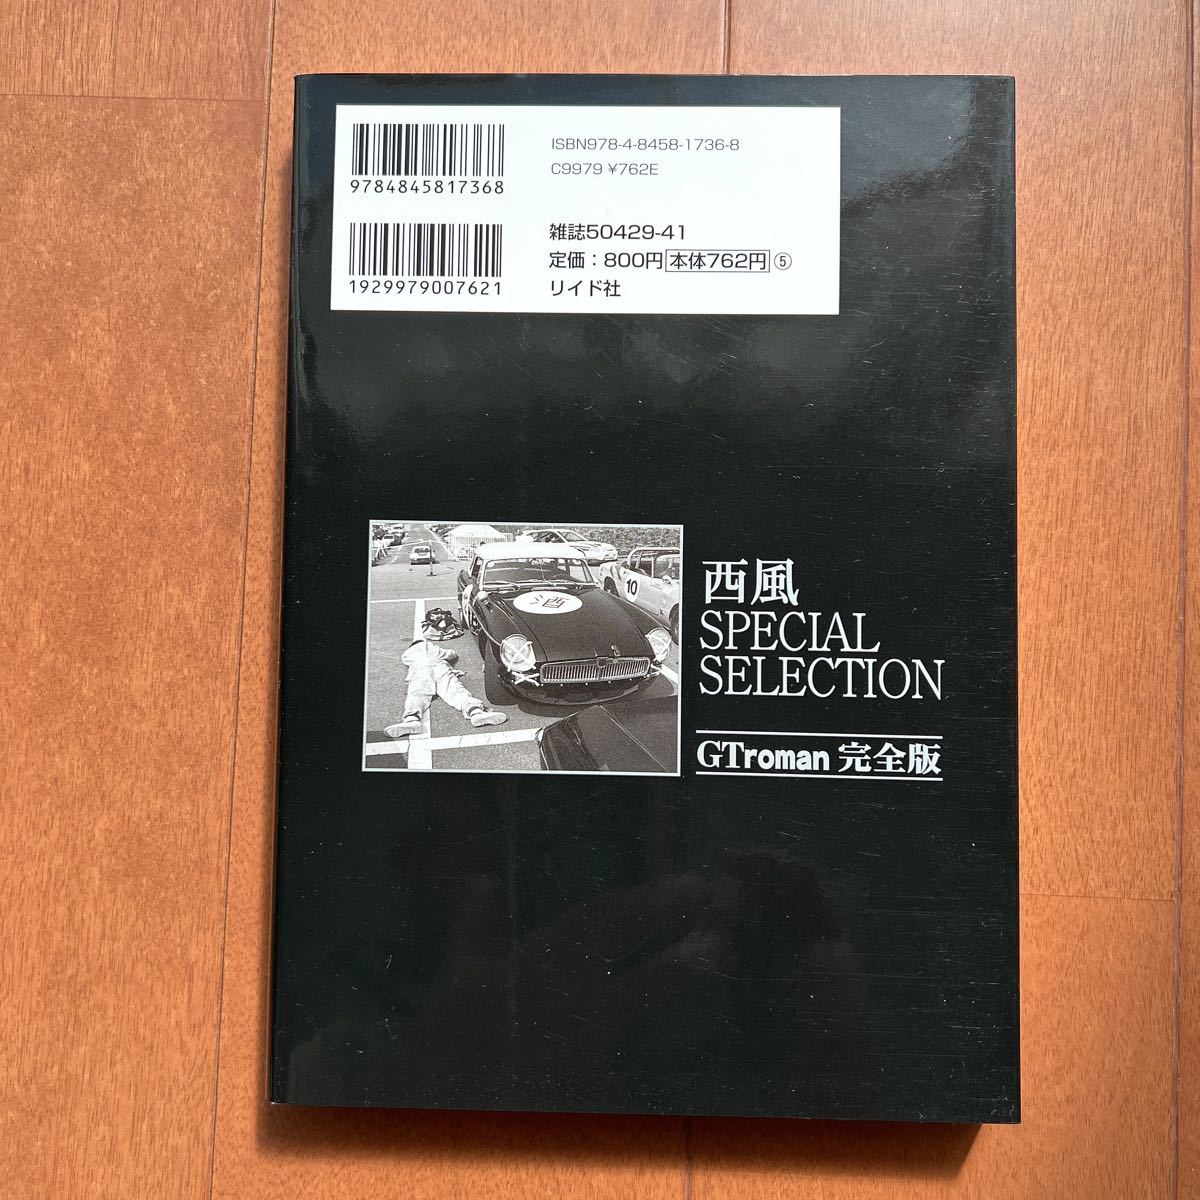 ISBN978-4-8458-1736-8
C9979 ¥762E
9784845817368
雑誌50429-41
定価：800円 本体762円 ⑤
リイド社
1929979007621
酒
10
西風
SPECIAL
SELECTION
GTroman 完全版